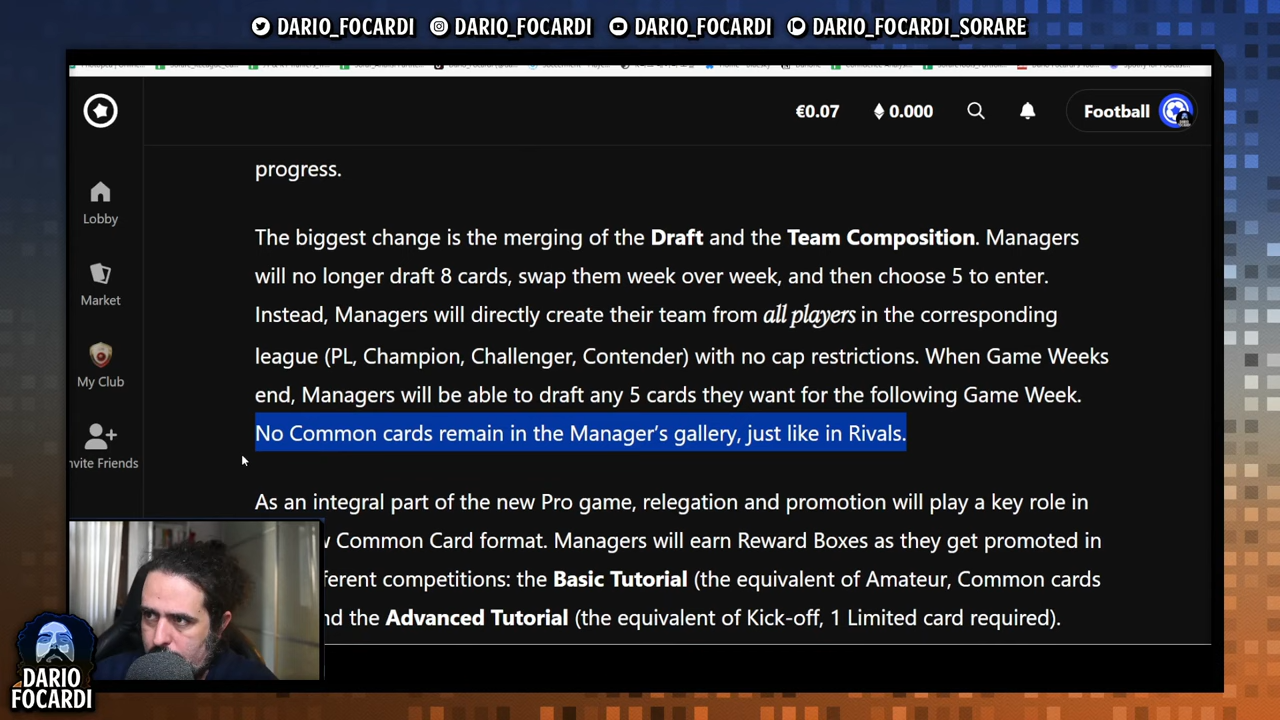 DARIO_FOCARDI DARIO_FOCARDI DARIO_FOCARDI DARIO_FOCARDI_SORARE
€0.07 0.000 Football
Lobby
Market
My Club
nvite Friends
progress.
The biggest change is the merging of the Draft and the Team Composition. Managers
will no longer draft 8 cards, swap them week over week, and then choose 5 to enter.
Instead, Managers will directly create their team from all players in the corresponding
league (PL, Champion, Challenger, Contender) with no cap restrictions. When Game Weeks
end, Managers will be able to draft any 5 cards they want for the following Game Week.
No Common cards remain in the Manager's gallery, just like in Rivals.
As an integral part of the new Pro game, relegation and promotion will play a key role in
Common Card format. Managers will earn Reward Boxes as they get promoted in
ferent competitions: the Basic Tutorial (the equivalent of Amateur, Common cards
nd the Advanced Tutorial (the equivalent of Kick-off, 1 Limited card required).
DARIO
FOCARDI